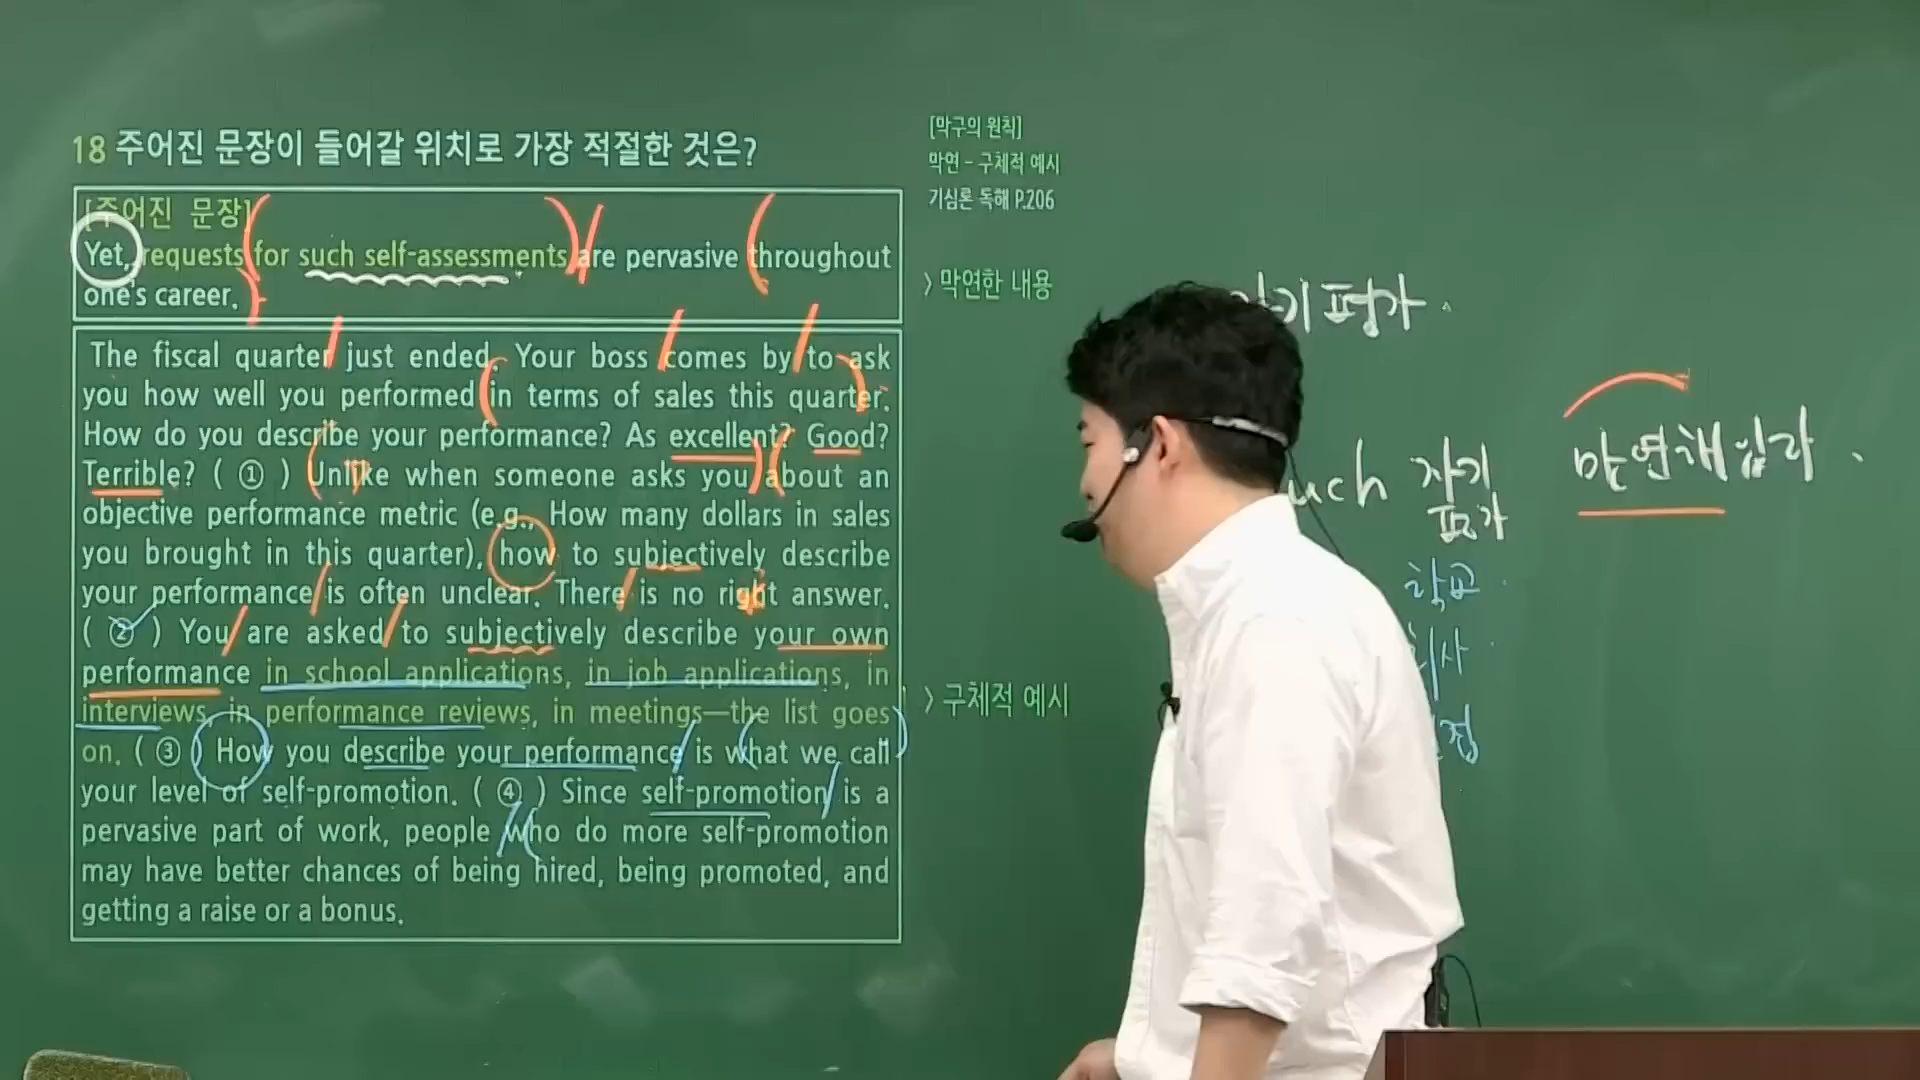 18 주어진 문장이 들어갈 위치로 가장 적절한 것은?
[주어진 문장]
Yet, requests for such self-assessments are pervasive throughout
one's career.
The fiscal quarter just ended. Your boss comes by to ask
you how well you performed in terms of sales this quarter.
How do you describe your performance? As excellent? Good?
Terrible? ( ① ) Unlike when someone asks you about an
objective performance metric (e.g., How many dollars in sales
you brought in this quarter), how to subjectively describe
your performance is often unclear. There is no right answer.
( ② ) You are asked to subjectively describe your own
performance in school applications, in job applications, in
interviews, in performance reviews, in meetings—the list goes
on. ( ③ ) How you describe your performance is what we call
your level of self-promotion. ( ④ ) Since self-promotion is a
pervasive part of work, people who do more self-promotion
may have better chances of being hired, being promoted, and
getting a raise or a bonus.
[막구의 원칙]
막연 - 구체적 예시
기심론 독해 P.206
> 막연한 내용
> 구체적 예시
기평가.
uch 자기
평가
학교.